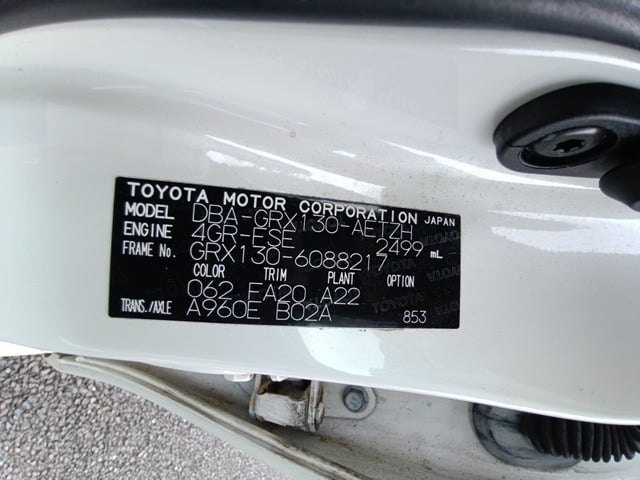 TOYOTA MOTOR CORPORATION JAPAN
MODEL DBA-GRX130-AETZH
ENGINE 4GR-FSE 2499 mL
FRAME No. GRX130-6088217
COLOR TRIM PLANT OPTION
062 FA20 A22
TRANS./AXLE A960E B02A 853